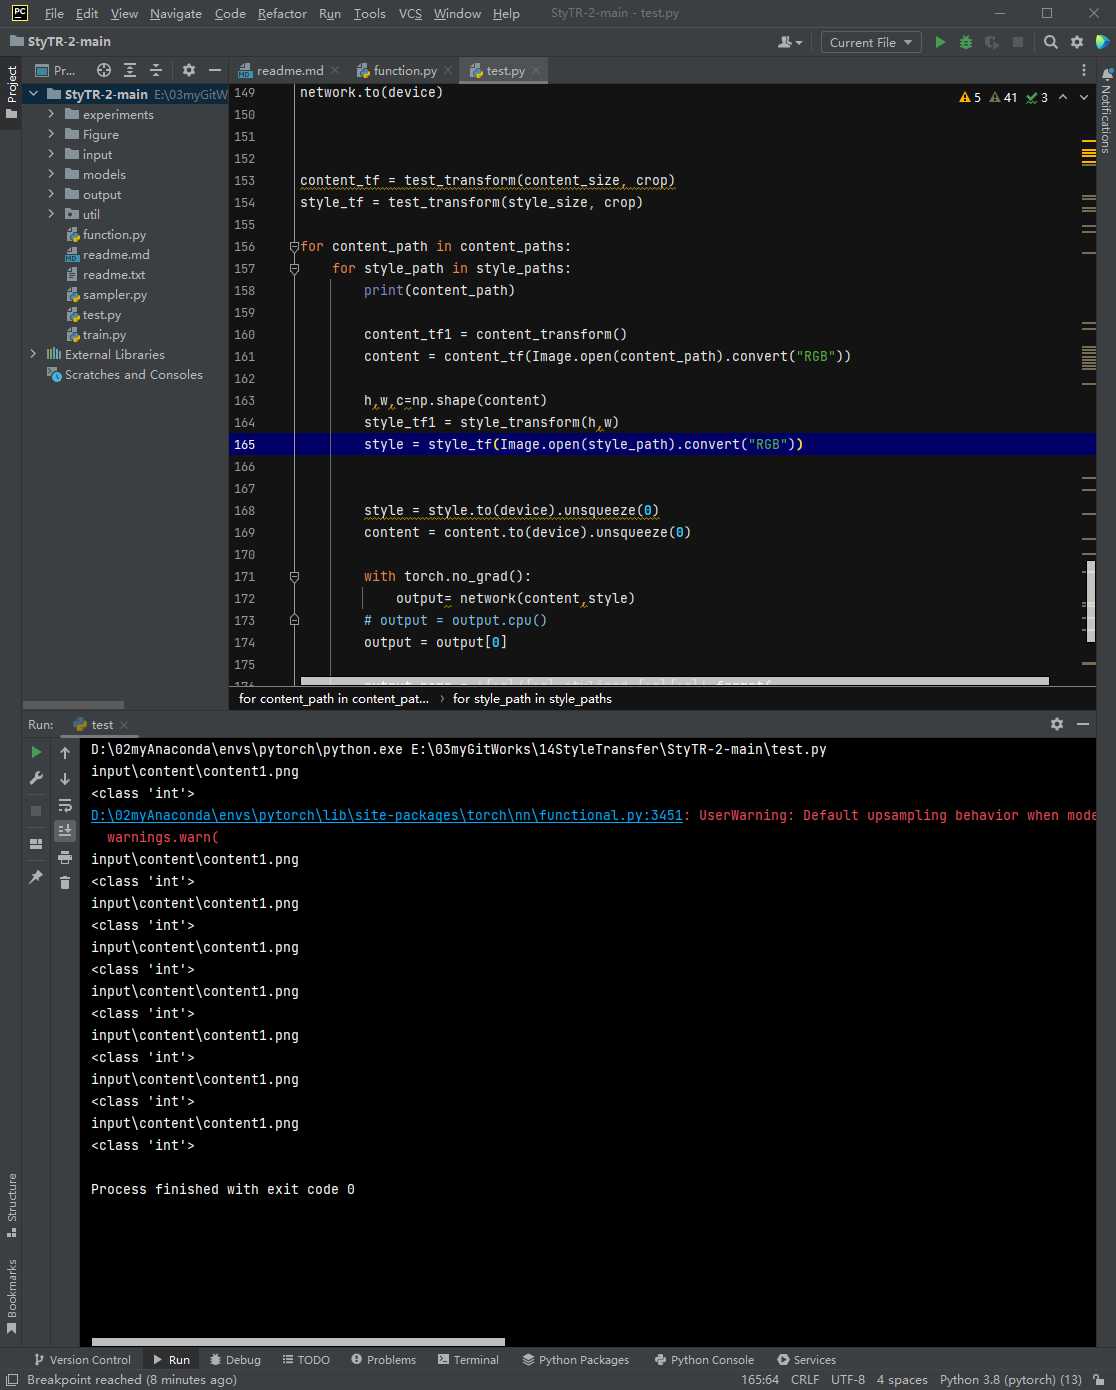 PC File Edit View Navigate Code Refactor Run Tools VCS Window Help StyTR-2-main - test.py
StyTR-2-main Current File
Project Pr... readme.md function.py test.py
Notifications
StyTR-2-main E:\03myGitW
experiments
Figure
input
models
output
util
function.py
readme.md
readme.txt
sampler.py
test.py
train.py
External Libraries
Scratches and Consoles
5 41 3
149 network.to(device)
150
151
152
153 content_tf = test_transform(content_size, crop)
154 style_tf = test_transform(style_size, crop)
155
156 for content_path in content_paths:
157 for style_path in style_paths:
158 print(content_path)
159
160 content_tf1 = content_transform()
161 content = content_tf(Image.open(content_path).convert("RGB"))
162
163 h,w,c=np.shape(content)
164 style_tf1 = style_transform(h,w)
165 style = style_tf(Image.open(style_path).convert("RGB"))
166
167
168 style = style.to(device).unsqueeze(0)
169 content = content.to(device).unsqueeze(0)
170
171 with torch.no_grad():
172 output= network(content,style)
173 # output = output.cpu()
174 output = output[0]
175
for content_path in content_pat... › for style_path in style_paths
Run: test
D:\02myAnaconda\envs\pytorch\python.exe E:\03myGitWorks\14StyleTransfer\StyTR-2-main\test.py
input\content\content1.png
<class 'int'>
D:\02myAnaconda\envs\pytorch\lib\site-packages\torch\nn\functional.py:3451: UserWarning: Default upsampling behavior when mode
warnings.warn(
input\content\content1.png
<class 'int'>
input\content\content1.png
<class 'int'>
input\content\content1.png
<class 'int'>
input\content\content1.png
<class 'int'>
input\content\content1.png
<class 'int'>
input\content\content1.png
<class 'int'>
input\content\content1.png
<class 'int'>
Process finished with exit code 0
Structure
Bookmarks
Version Control Run Debug TODO Problems Terminal Python Packages Python Console Services
Breakpoint reached (8 minutes ago) 165:64 CRLF UTF-8 4 spaces Python 3.8 (pytorch) (13)